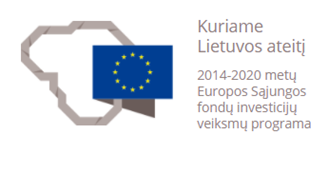 Kuriame
Lietuvos ateitį
2014-2020 metų
Europos Sąjungos
fondų investicijų
veiksmų programa